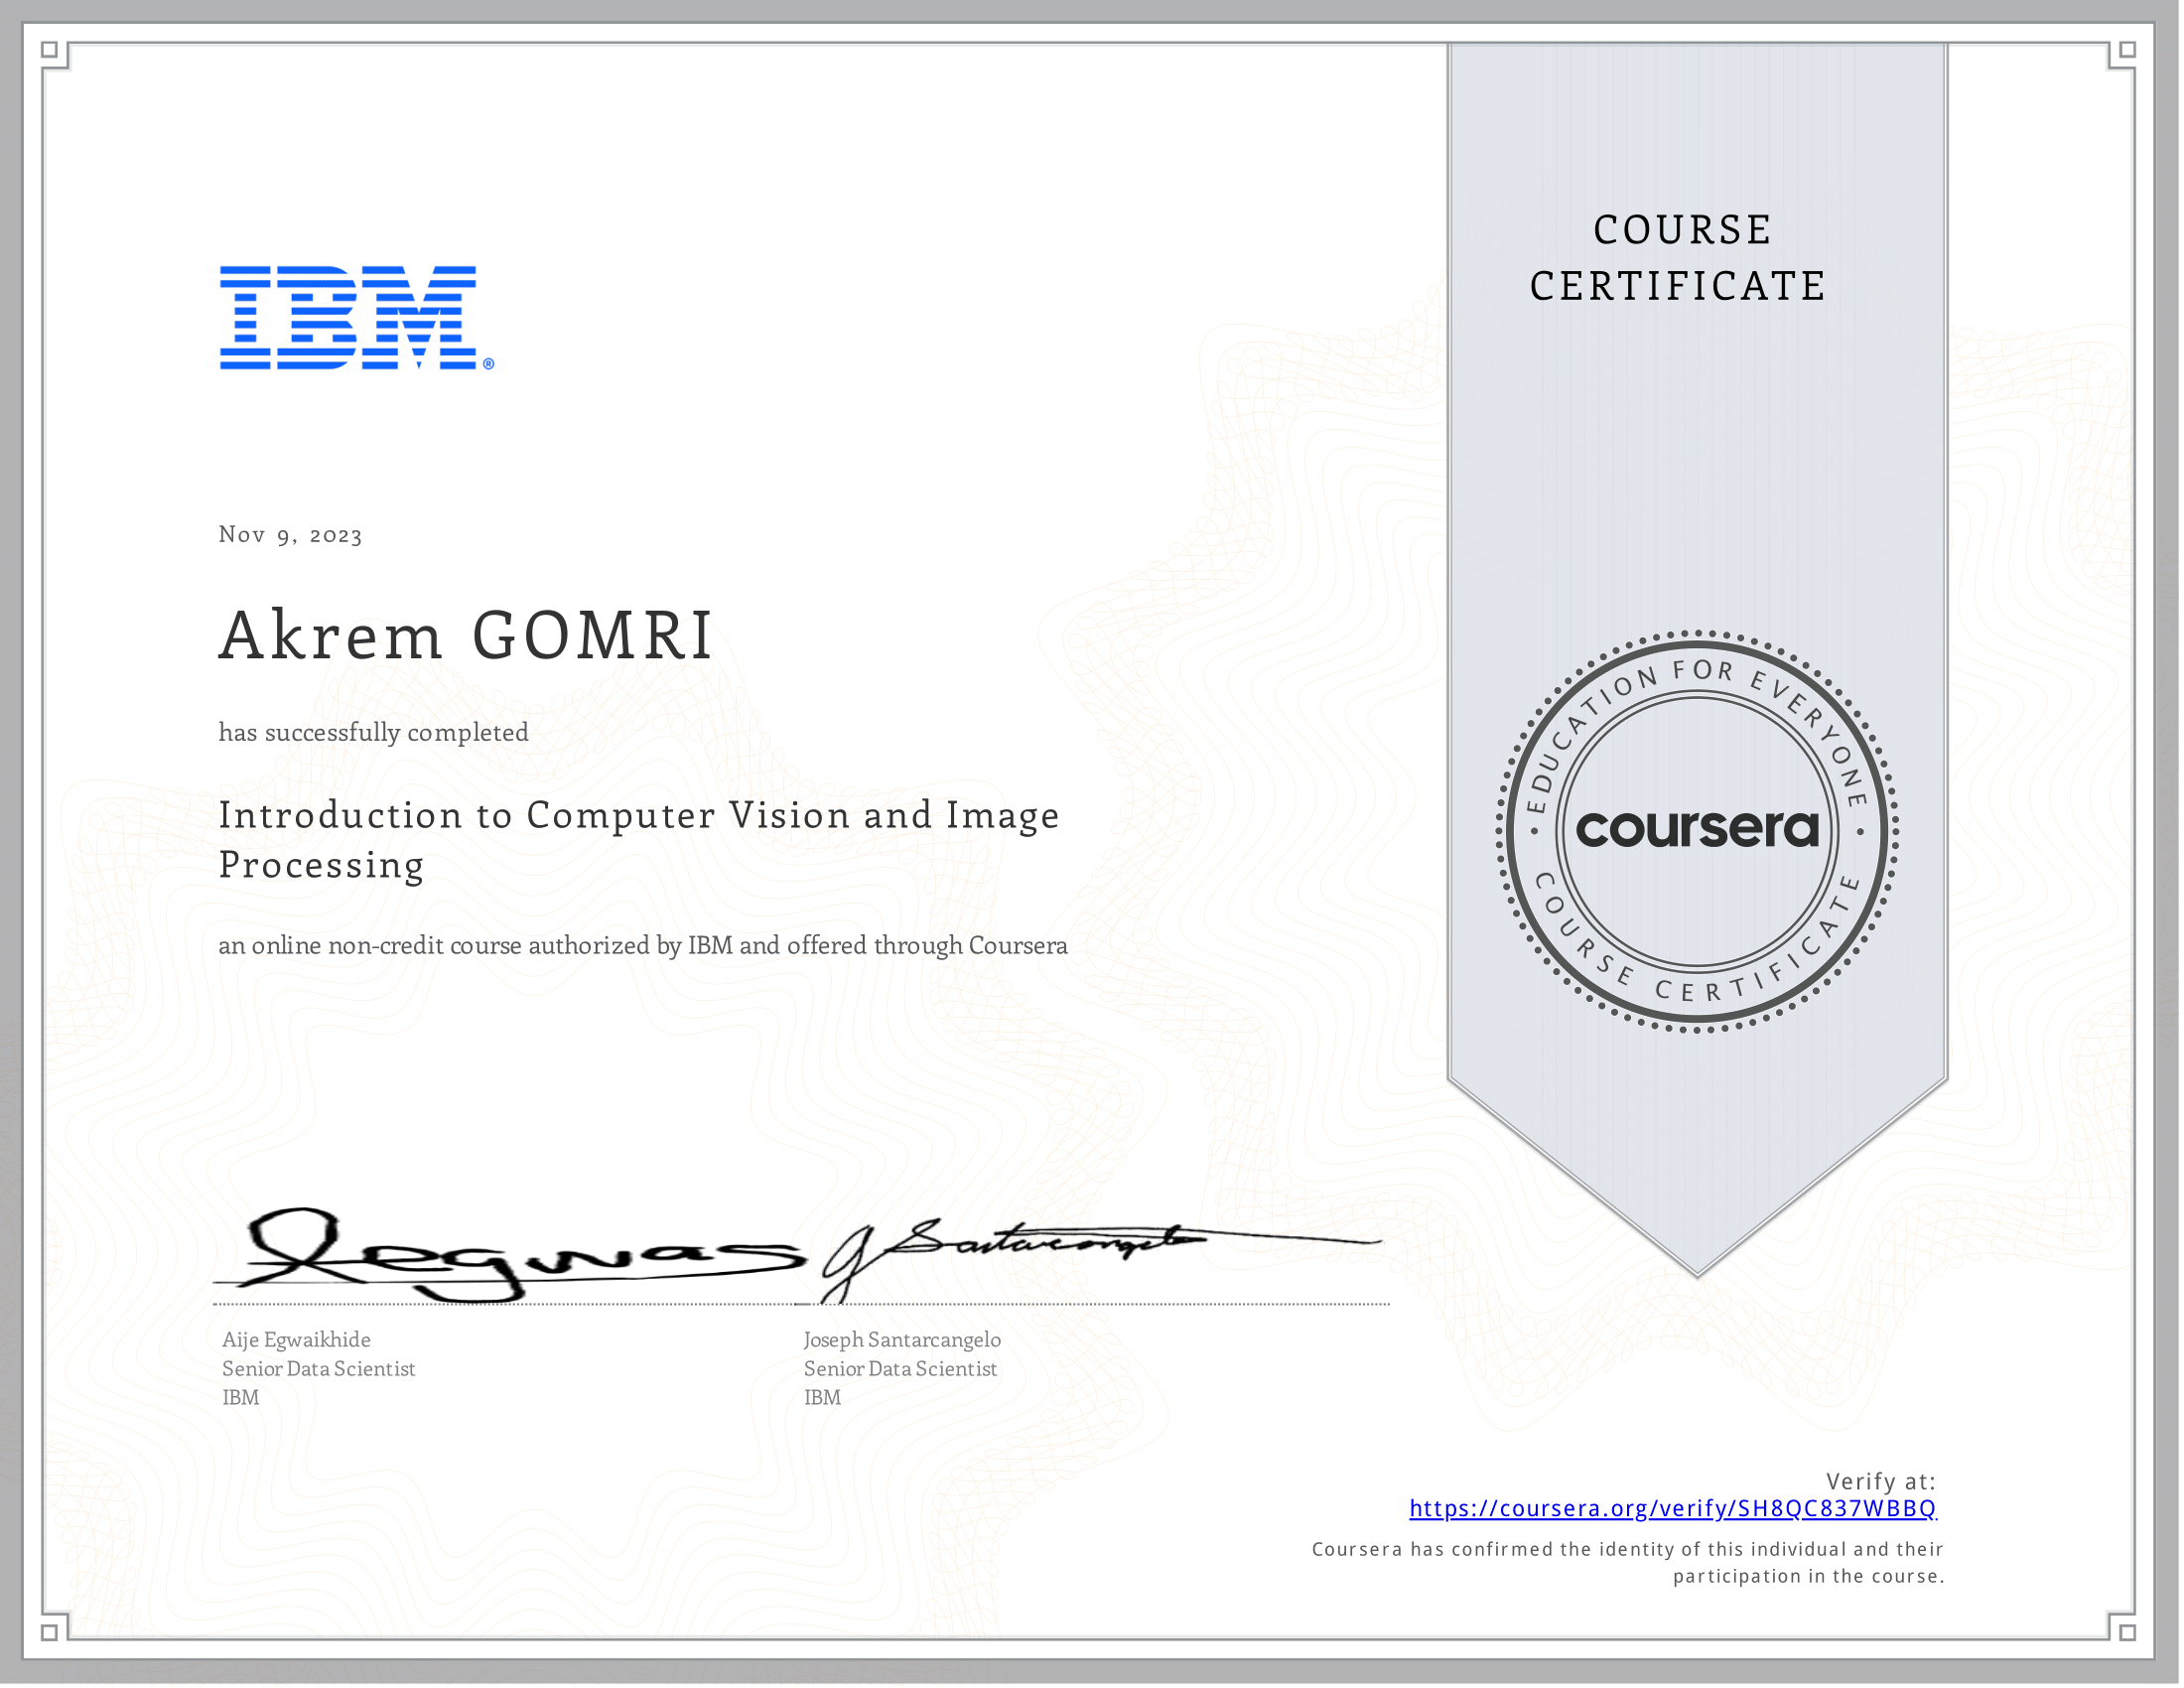 IBM®
COURSE
CERTIFICATE
Nov 9, 2023
Akrem GOMRI
has successfully completed
Introduction to Computer Vision and Image
Processing
an online non-credit course authorized by IBM and offered through Coursera
EDUCATION FOR EVERYONE
coursera
COURSE CERTIFICATE
Aije Egwaikhide
Senior Data Scientist
IBM
J Santarcangelo
Joseph Santarcangelo
Senior Data Scientist
IBM
Verify at:
https://coursera.org/verify/SH8QC837WBBQ
Coursera has confirmed the identity of this individual and their
participation in the course.